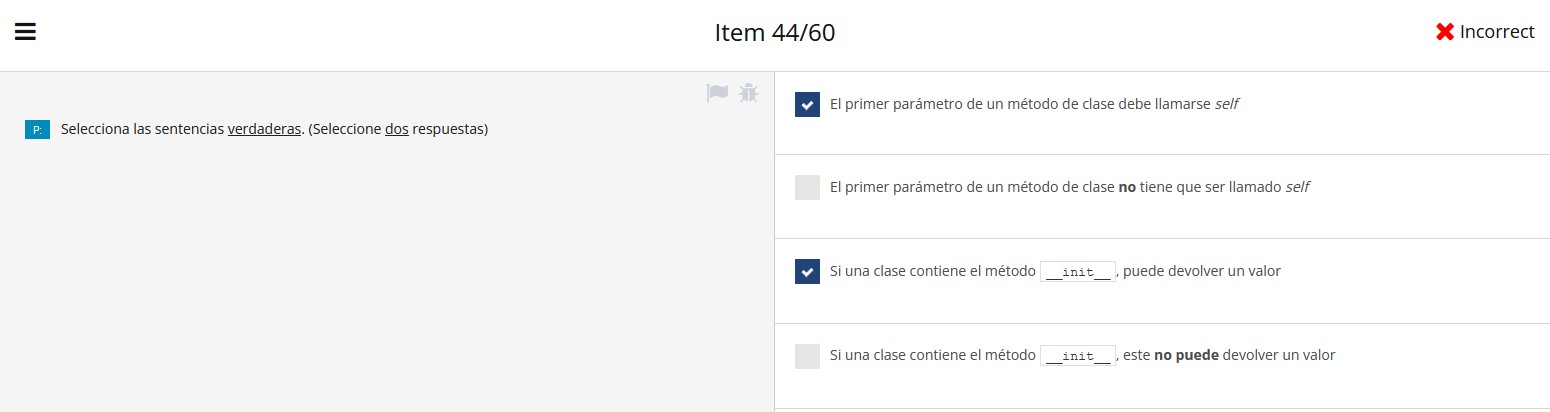 Item 44/60
Incorrect
P: Selecciona las sentencias verdaderas. (Seleccione dos respuestas)
El primer parámetro de un método de clase debe llamarse self
El primer parámetro de un método de clase no tiene que ser llamado self
Si una clase contiene el método __init__, puede devolver un valor
Si una clase contiene el método __init__, este no puede devolver un valor